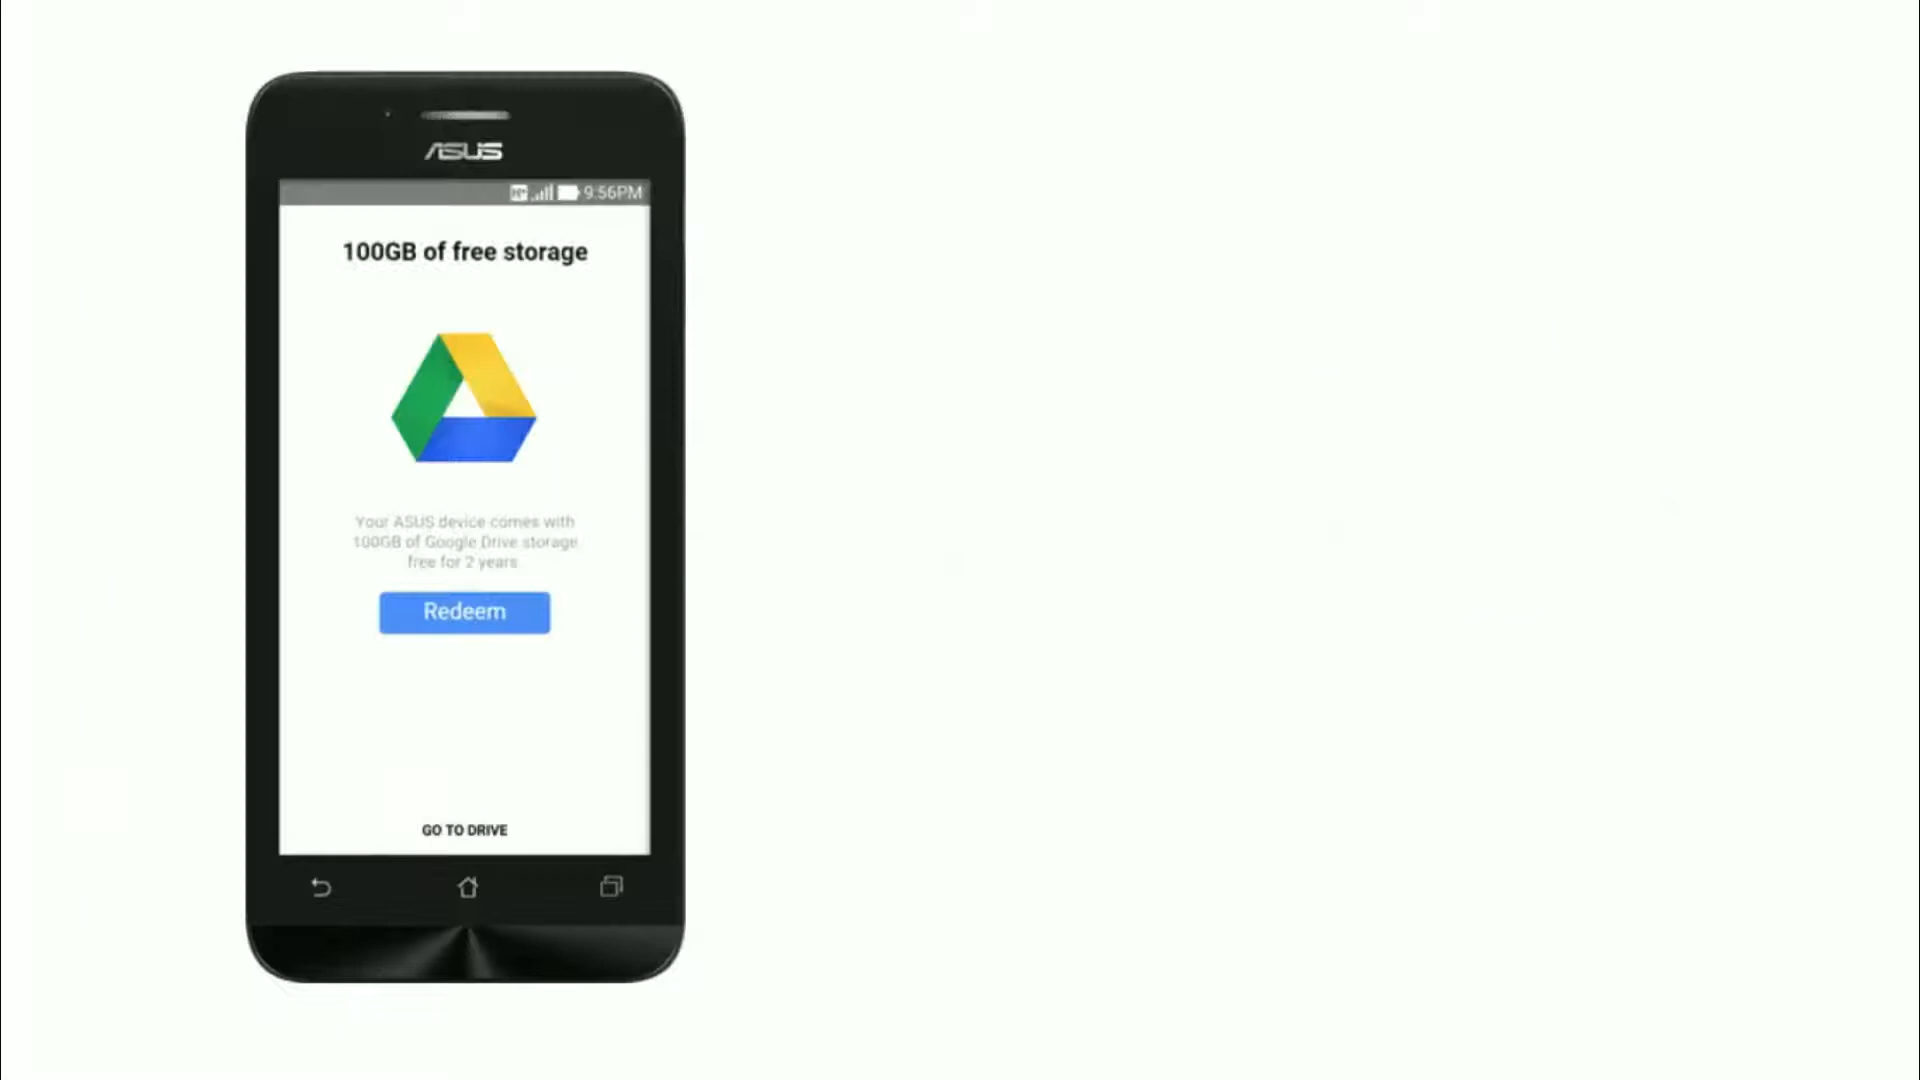 ASUS
H+ 9:56PM
100GB of free storage
Your ASUS device comes with
100GB of Google Drive storage
free for 2 years
Redeem
GO TO DRIVE